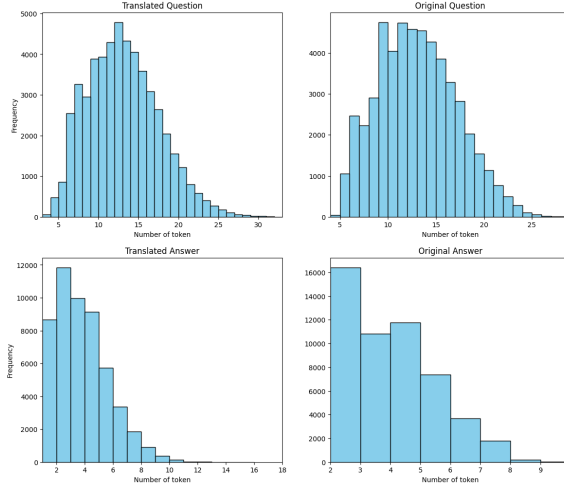 Translated Question
Original Question
5000
4000
3000
2000
1000
0
Frequency
5 10 15 20 25 30
Number of token
4000
3000
2000
1000
0
5 10 15 20 25
Number of token
Translated Answer
Original Answer
12000
10000
8000
6000
4000
2000
0
Frequency
2 4 6 8 10 12 14 16 18
Number of token
16000
14000
12000
10000
8000
6000
4000
2000
0
2 3 4 5 6 7 8 9
Number of token